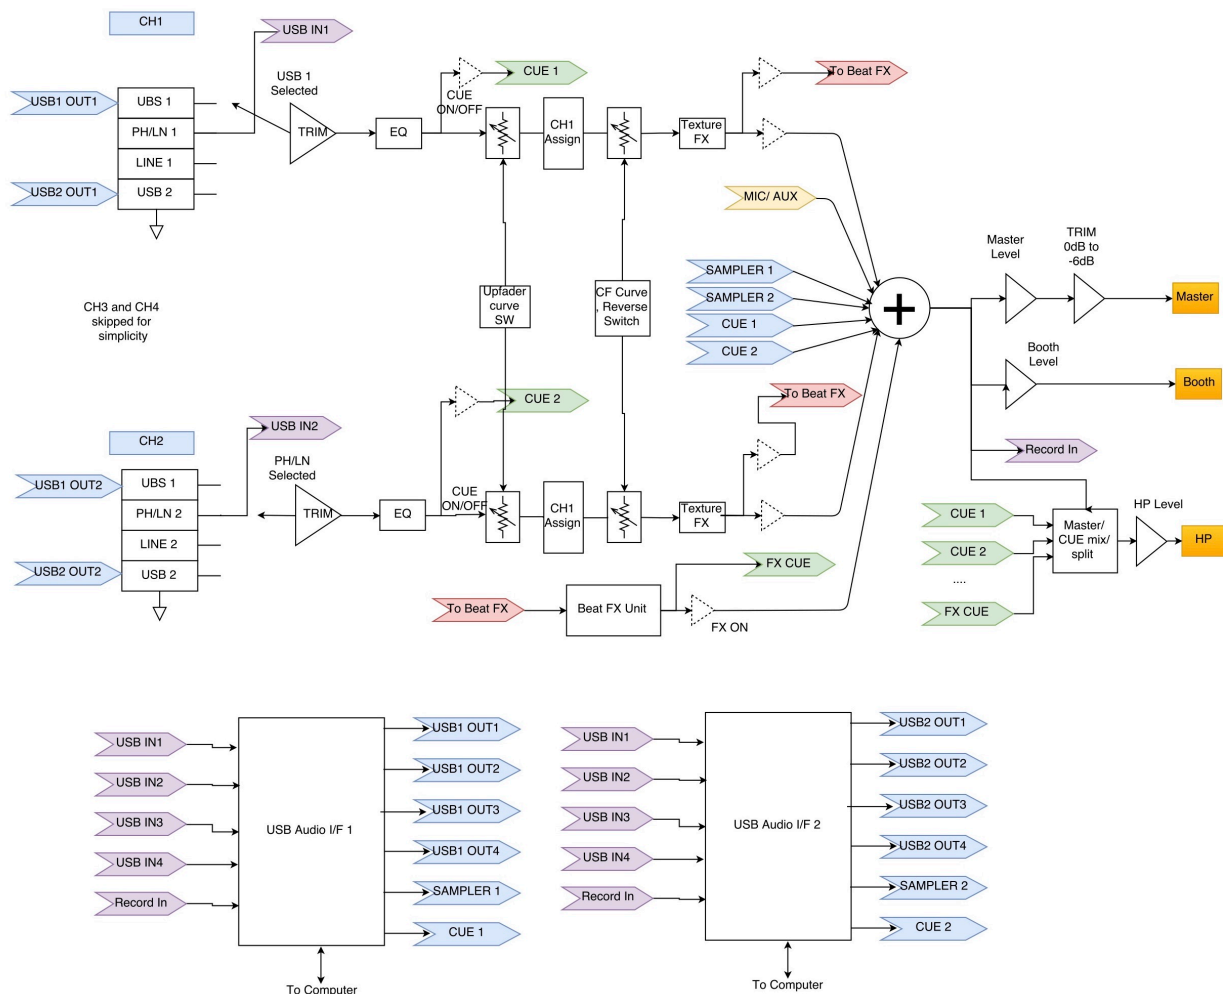 CH1
USB IN1
USB 1
Selected
USB1 OUT1
UBS 1
PH/LN 1
LINE 1
USB2 OUT1
USB 2
TRIM
EQ
CUE
ON/OFF
CUE 1
CH1
Assign
Texture
FX
To Beat FX
MIC/ AUX
SAMPLER 1
SAMPLER 2
CUE 1
CUE 2
Upfader
curve
SW
CF Curve
, Reverse
Switch
CH3 and CH4
skipped for
simplicity
+
Master
Level
TRIM
0dB to
-6dB
Master
Booth
Level
Booth
Record In
CUE 1
CUE 2
....
FX CUE
Master/
CUE mix/
split
HP Level
HP
CH2
USB IN2
PH/LN
Selected
USB1 OUT2
UBS 1
PH/LN 2
LINE 2
USB2 OUT2
USB 2
TRIM
EQ
CUE
ON/OFF
CUE 2
CH1
Assign
Texture
FX
To Beat FX
To Beat FX
Beat FX Unit
FX CUE
FX ON
USB IN1
USB IN2
USB IN3
USB IN4
Record In
USB Audio I/F 1
USB1 OUT1
USB1 OUT2
USB1 OUT3
USB1 OUT4
SAMPLER 1
CUE 1
To Computer
USB IN1
USB IN2
USB IN3
USB IN4
Record In
USB Audio I/F 2
USB2 OUT1
USB2 OUT2
USB2 OUT3
USB2 OUT4
SAMPLER 2
CUE 2
To Computer